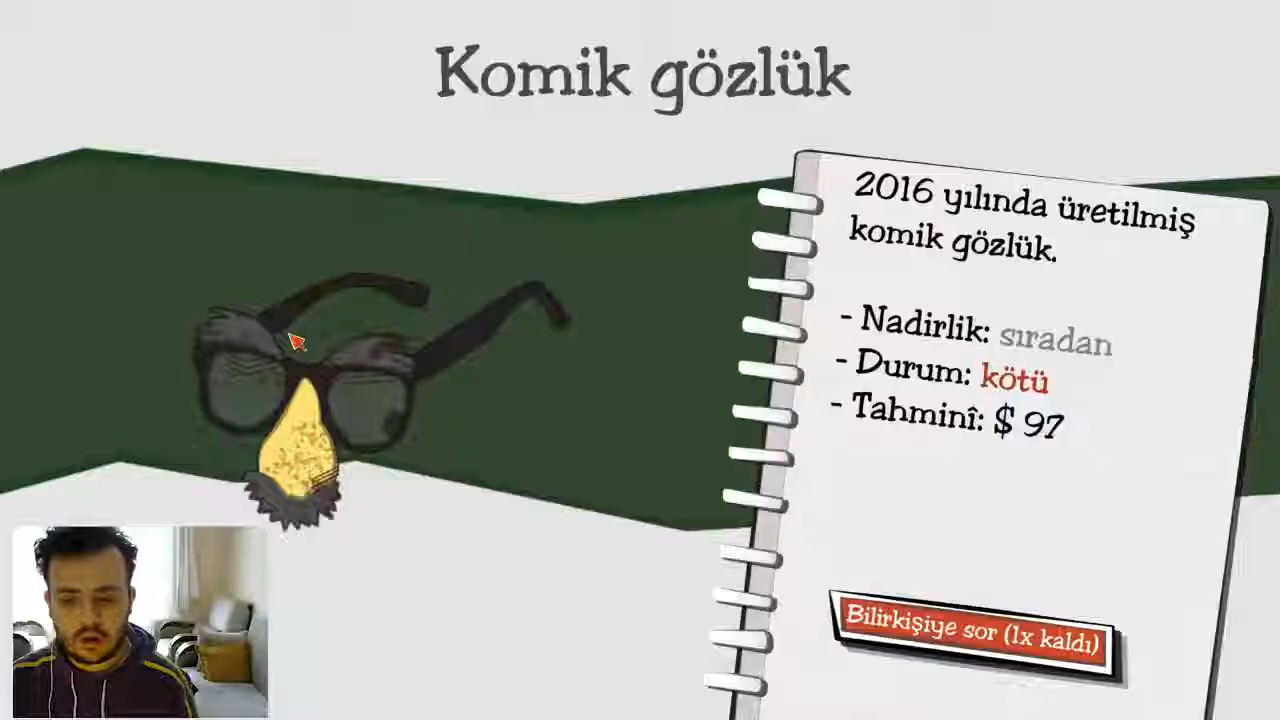 Komik gözlük
2016 yılında üretilmiş
komik gözlük.
- Nadirlik: sıradan
- Durum: kötü
- Tahminî: $ 97
Bilirkişiye sor (1x kaldı)